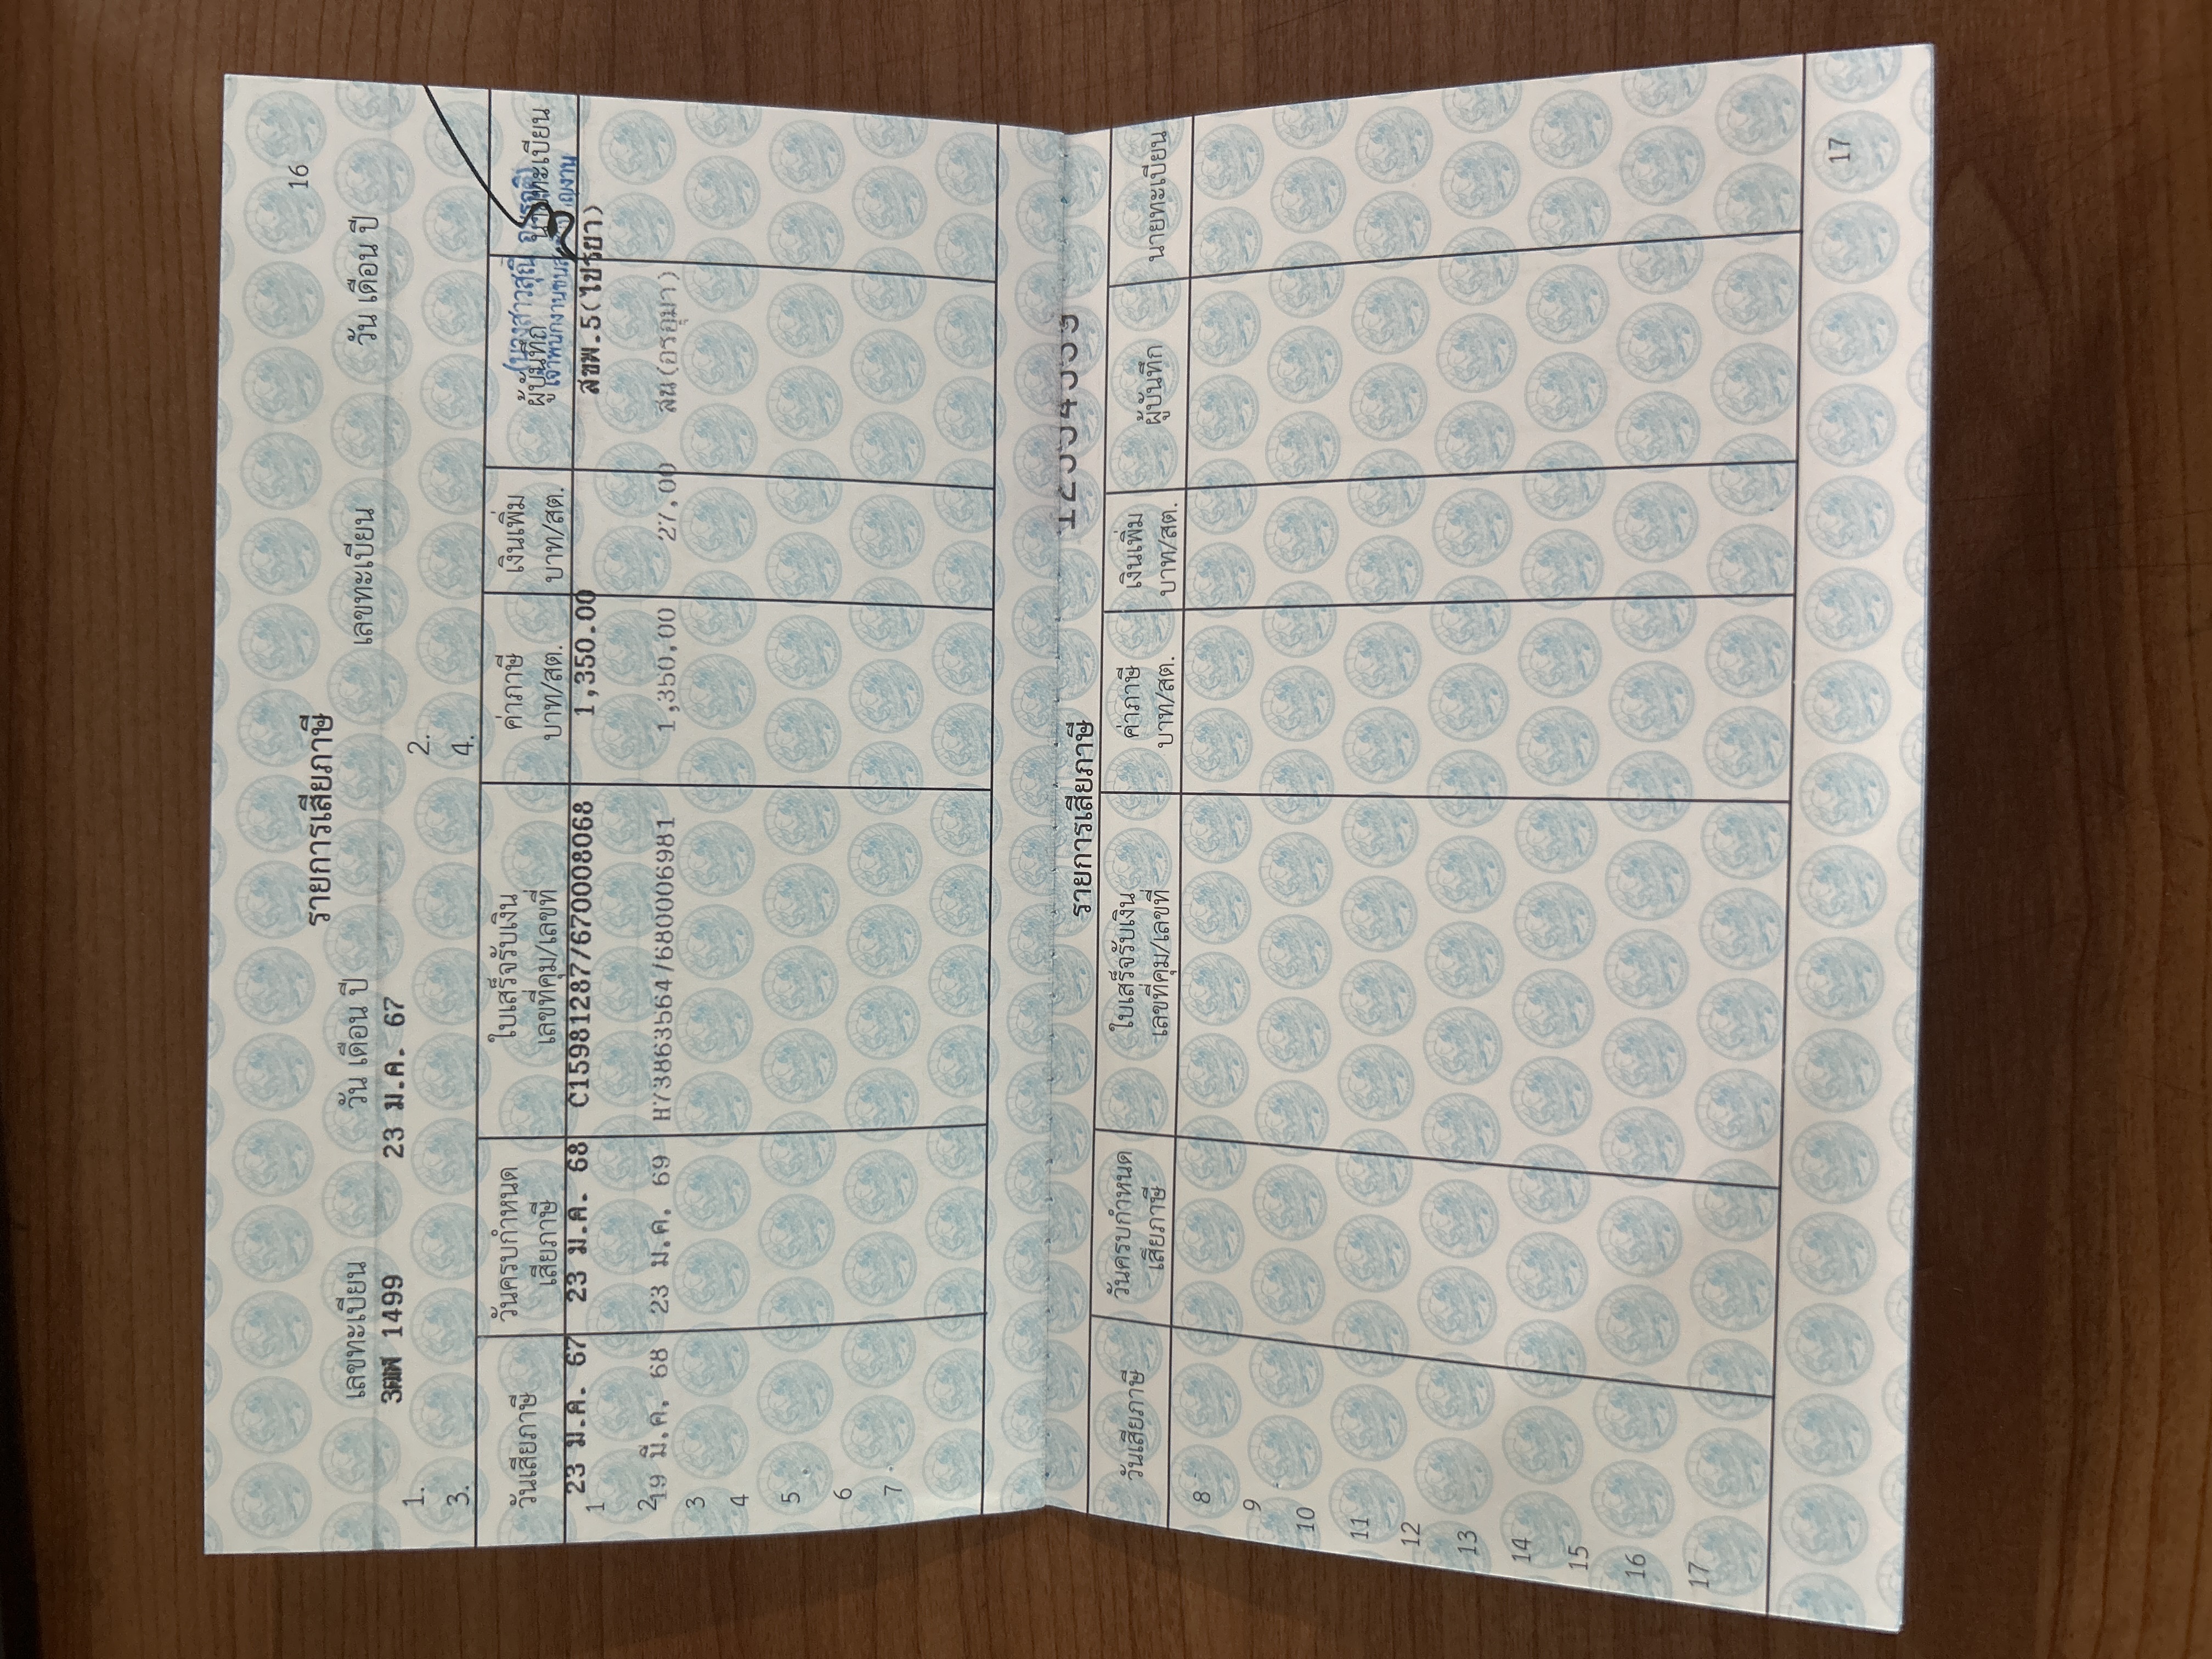 16
รายการเสียภาษี
เลขทะเบียน วัน เดือน ปี เลขทะเบียน วัน เดือน ปี
1. 1499 23 ม.ค. 67 2.
3. 4.
วันเสียภาษี วันครบกำหนดเสียภาษี ใบเสร็จรับเงิน เลขที่คุม/เลขที่ ค่าภาษี บาท/สต. เงินเพิ่ม บาท/สต. ผู้บันทึก นายทะเบียน
1 23 ม.ค. 67 23 ม.ค. 68 C15981287/670008068 1,350.00 สขพ.5(ไขรยา)
2 19 มี.ค. 68 23 ม.ค. 69 H73863564/680006981 1,350.00 27.00 สน(อรอุมา)
3
4
5
6
7
รายการเสียภาษี
วันเสียภาษี วันครบกำหนดเสียภาษี ใบเสร็จรับเงิน เลขที่คุม/เลขที่ ค่าภาษี บาท/สต. เงินเพิ่ม บาท/สต. ผู้บันทึก นายทะเบียน
8
9
10
11
12
13
14
15
16
17
17